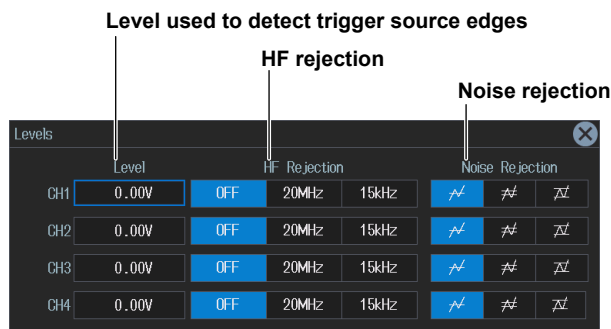 Level used to detect trigger source edges
HF rejection
Noise rejection
Levels
Level HF Rejection Noise Rejection
CH1 0.00V OFF 20MHz 15kHz
CH2 0.00V OFF 20MHz 15kHz
CH3 0.00V OFF 20MHz 15kHz
CH4 0.00V OFF 20MHz 15kHz